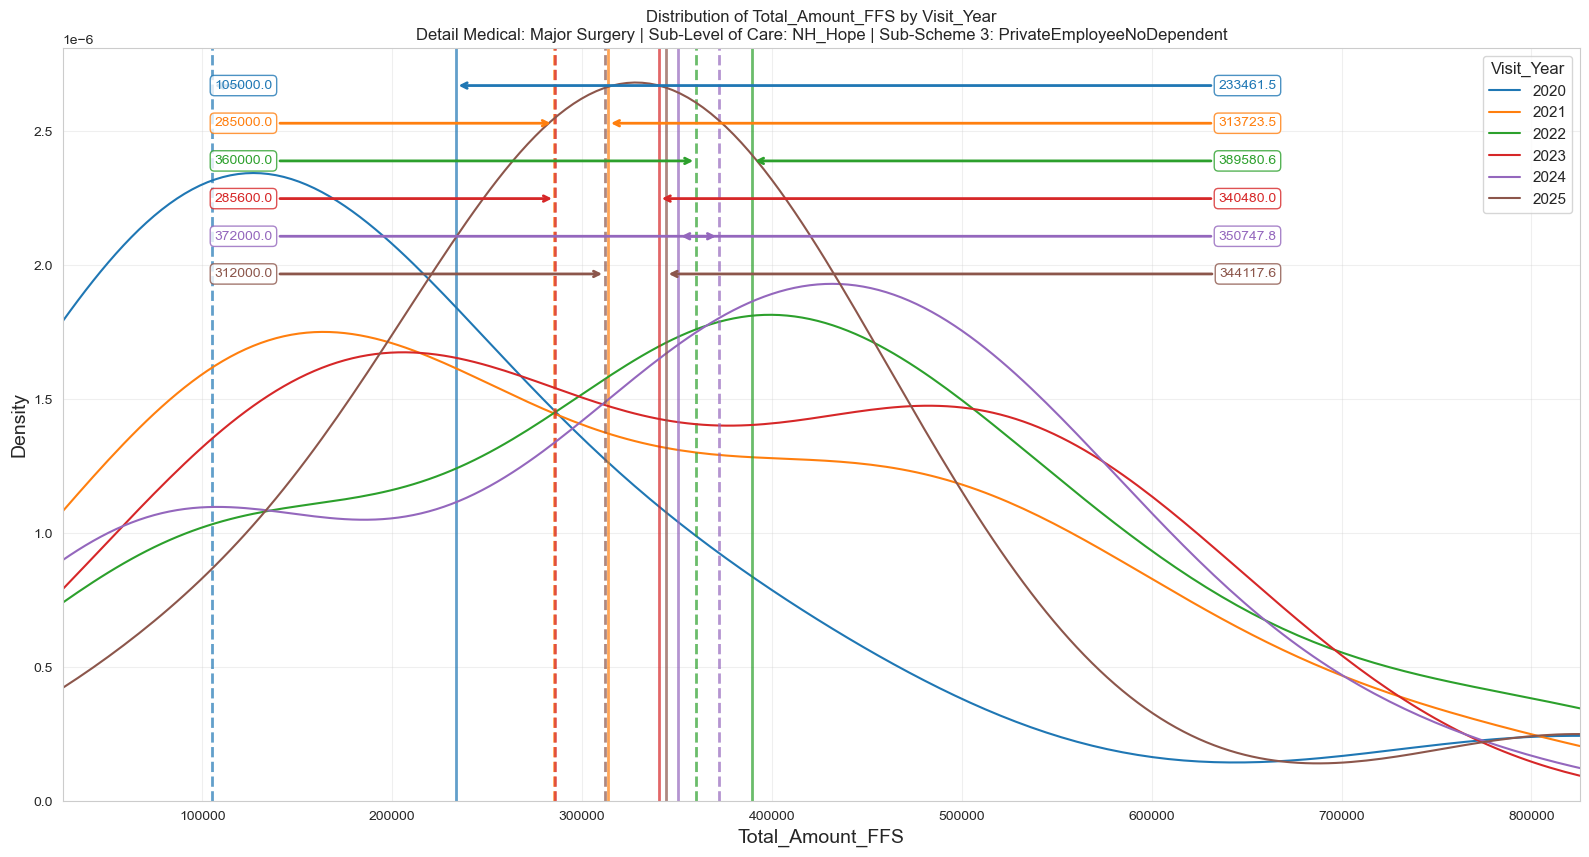 Distribution of Total_Amount_FFS by Visit_Year
Detail Medical: Major Surgery | Sub-Level of Care: NH_Hope | Sub-Scheme 3: PrivateEmployeeNoDependent
1e−6
Visit_Year
2020
2021
2022
2023
2024
2025
105000.0 233461.5
285000.0 313723.5
360000.0 389580.6
285600.0 340480.0
372000.0 350747.8
312000.0 344117.6
2.5
2.0
1.5
1.0
0.5
0.0
Density
100000 200000 300000 400000 500000 600000 700000 800000
Total_Amount_FFS